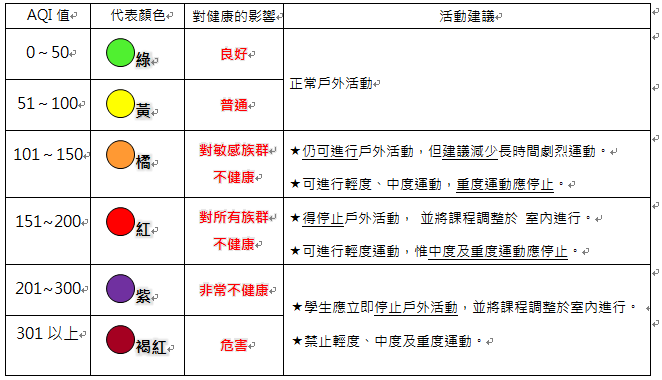 AQI 值 代表顏色 對健康的影響 活動建議
0～50 綠 良好 正常戶外活動
51～100 黃 普通
101～150 橘 對敏感族群不健康 ★仍可進行戶外活動，但建議減少長時間劇烈運動。
★可進行輕度、中度運動，重度運動應停止。
151~200 紅 對所有族群不健康 ★得停止戶外活動， 並將課程調整於 室內進行。
★可進行輕度運動，惟中度及重度運動應停止。
201~300 紫 非常不健康 ★學生應立即停止戶外活動，並將課程調整於室內進行。
301 以上 褐紅 危害 ★禁止輕度、中度及重度運動。